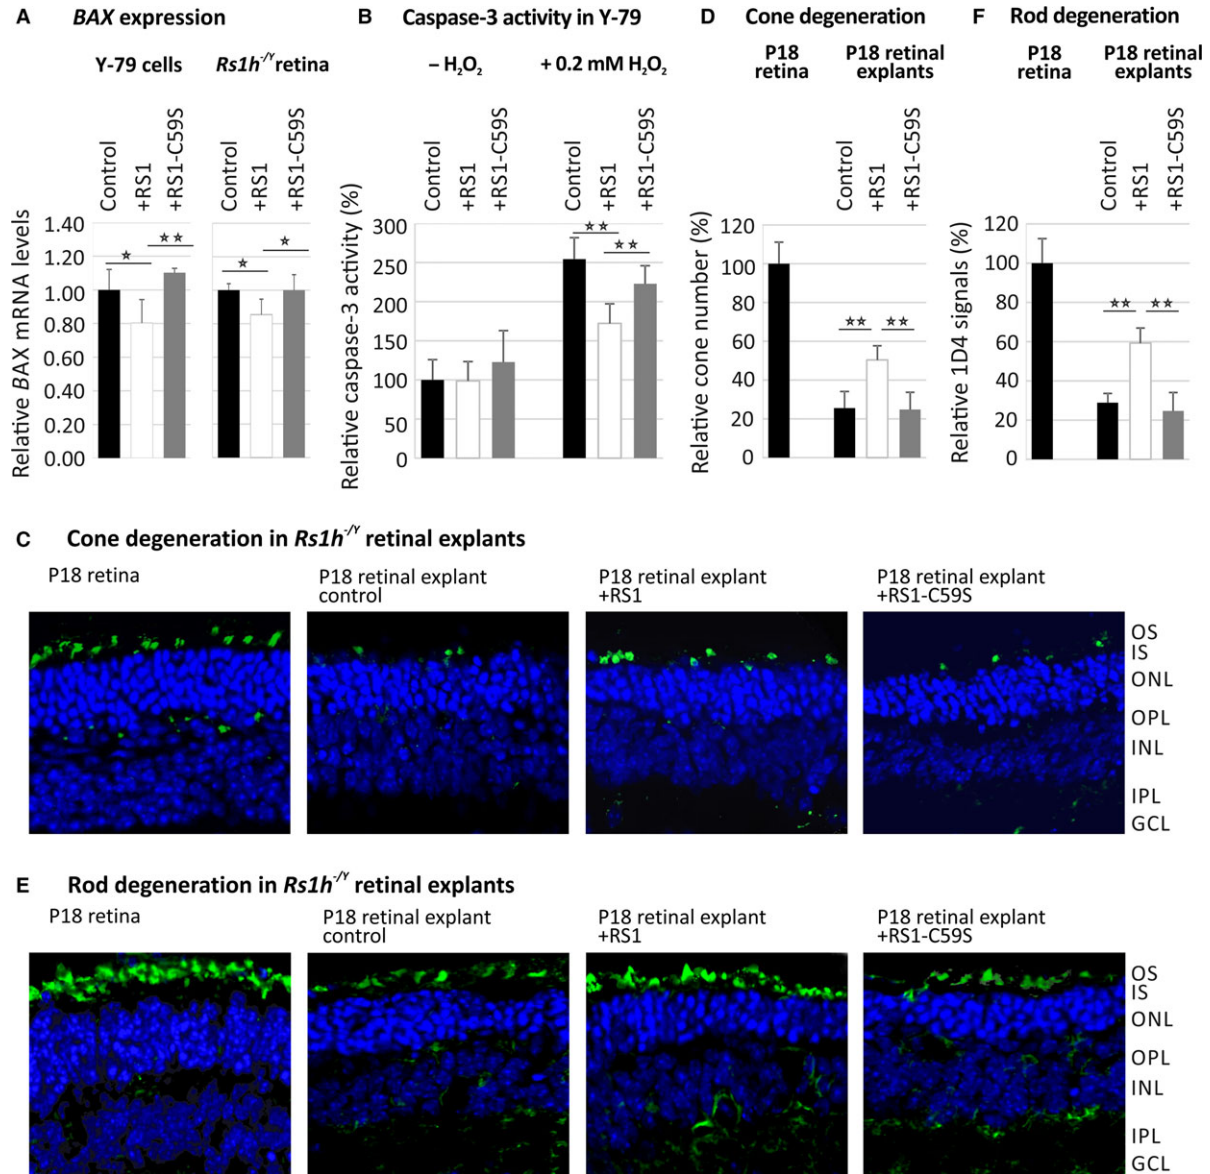 A BAX expression
Y-79 cells Rs1h-/Y retina
Control
+RS1
+RS1-C59S
Control
+RS1
+RS1-C59S
Relative BAX mRNA levels
1.40
1.20
1.00
0.80
0.60
0.40
0.20
0.00
☆
☆☆
☆
☆
B Caspase-3 activity in Y-79
– H2O2 + 0.2 mM H2O2
Control
+RS1
+RS1-C59S
Control
+RS1
+RS1-C59S
Relative caspase-3 activity (%)
300
250
200
150
100
50
0
☆☆
☆☆
D Cone degeneration
P18 P18 retinal
retina explants
Control
+RS1
+RS1-C59S
Relative cone number (%)
120
100
80
60
40
20
0
☆☆ ☆☆
F Rod degeneration
P18 P18 retinal
retina explants
Control
+RS1
+RS1-C59S
Relative 1D4 signals (%)
120
100
80
60
40
20
0
☆☆ ☆☆
C Cone degeneration in Rs1h-/Y retinal explants
P18 retina
P18 retinal explant
control
P18 retinal explant
+RS1
P18 retinal explant
+RS1-C59S
OS
IS
ONL
OPL
INL
IPL
GCL
E Rod degeneration in Rs1h-/Y retinal explants
P18 retina
P18 retinal explant
control
P18 retinal explant
+RS1
P18 retinal explant
+RS1-C59S
OS
IS
ONL
OPL
INL
IPL
GCL